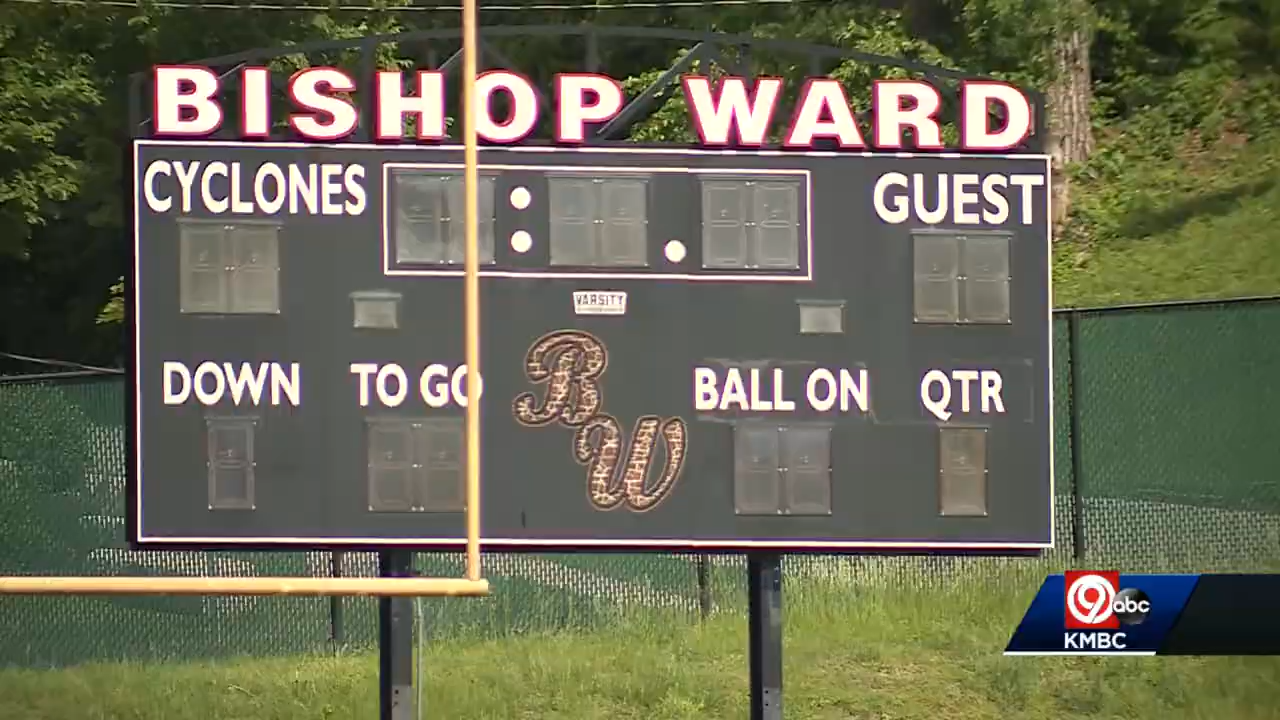 BISHOP WARD
CYCLONES : . GUEST
VARSITY
DOWN TO GO BALL ON QTR
BW
9 abc
KMBC